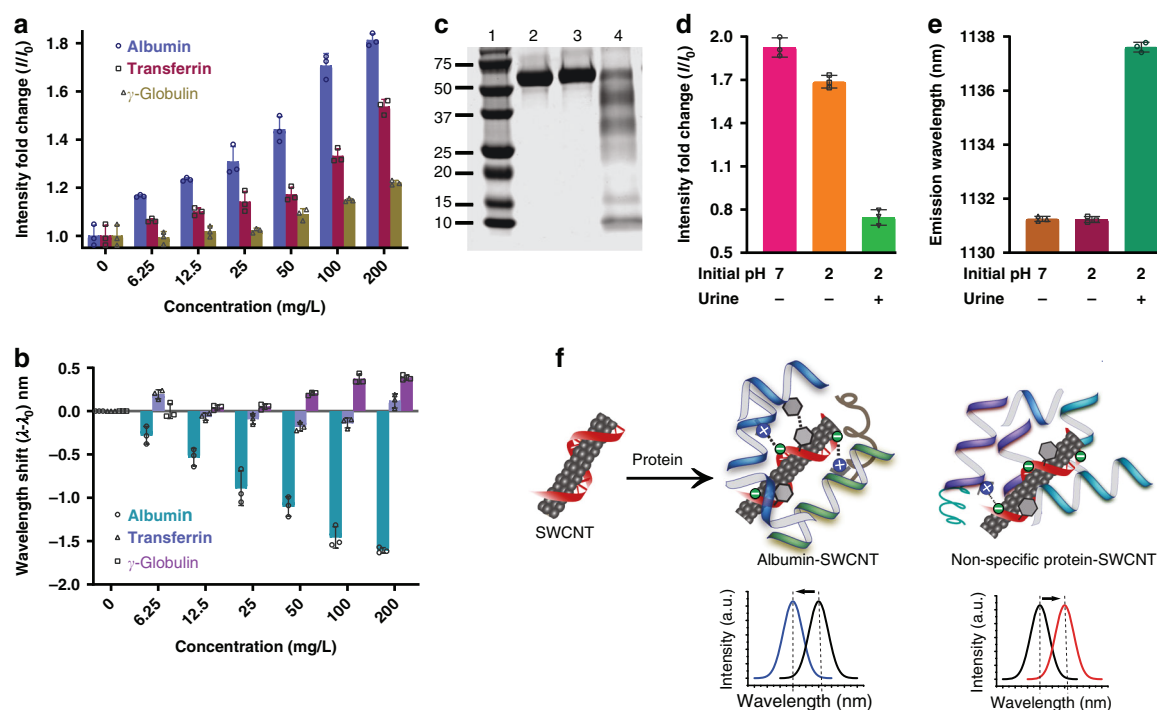 a
Intensity fold change (I/I0)
1.8
1.6
1.4
1.2
1.0
Albumin
Transferrin
γ-Globulin
0
6.25
12.5
25
50
100
200
Concentration (mg/L)
c
1 2 3 4
75
50
37
25
20
15
10
d
Intensity fold change (I/I0)
2.0
1.7
1.4
1.1
0.8
0.5
Initial pH 7 2 2
Urine – – +
e
Emission wavelength (nm)
1138
1136
1134
1132
1130
Initial pH 7 2 2
Urine – – +
b
Wavelength shift (λ-λ0) nm
0.5
0.0
−0.5
−1.0
−1.5
−2.0
Albumin
Transferrin
γ-Globulin
0
6.25
12.5
25
50
100
200
Concentration (mg/L)
f
SWCNT
Protein
+
−
+
−
−
Albumin-SWCNT
−
−
+
−
Non-specific protein-SWCNT
Intensity (a.u.)
Wavelength (nm)
Intensity (a.u.)
Wavelength (nm)